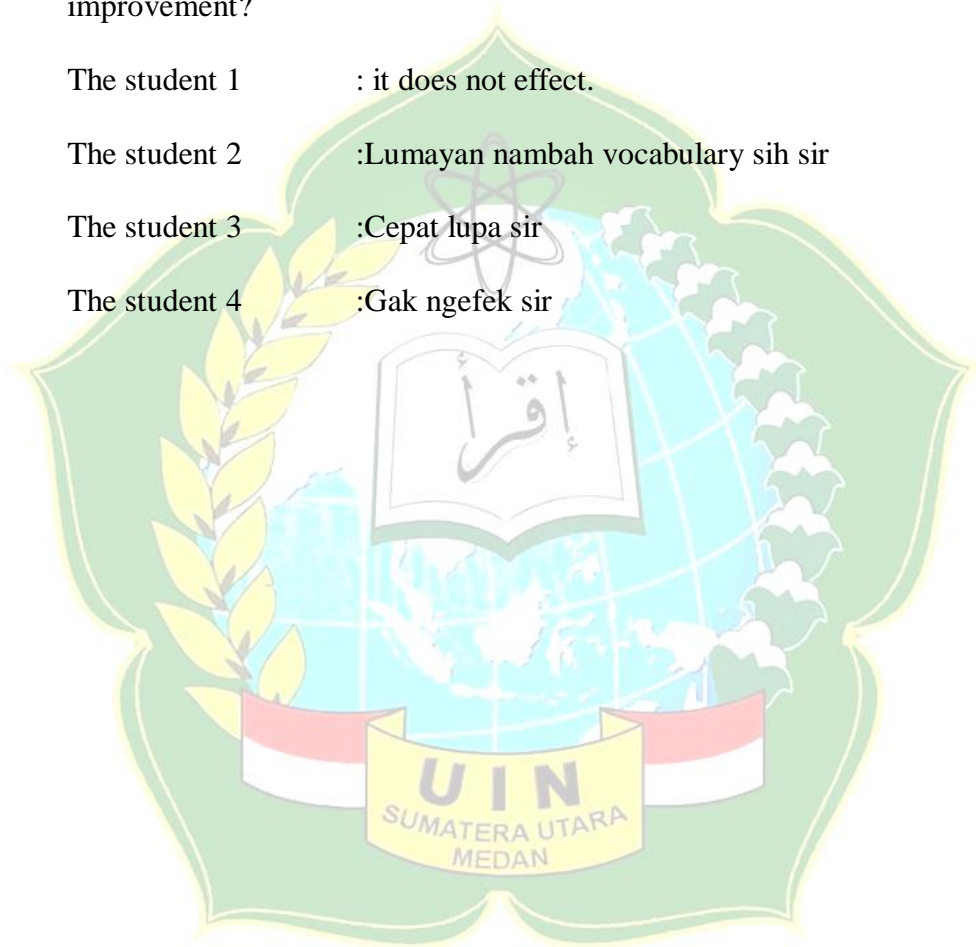 improvement?
The student 1 : it does not effect.
The student 2 :Lumayan nambah vocabulary sih sir
The student 3 :Cepat lupa sir
The student 4 :Gak ngefek sir
إقرأ
UIN
SUMATERA UTARA
MEDAN